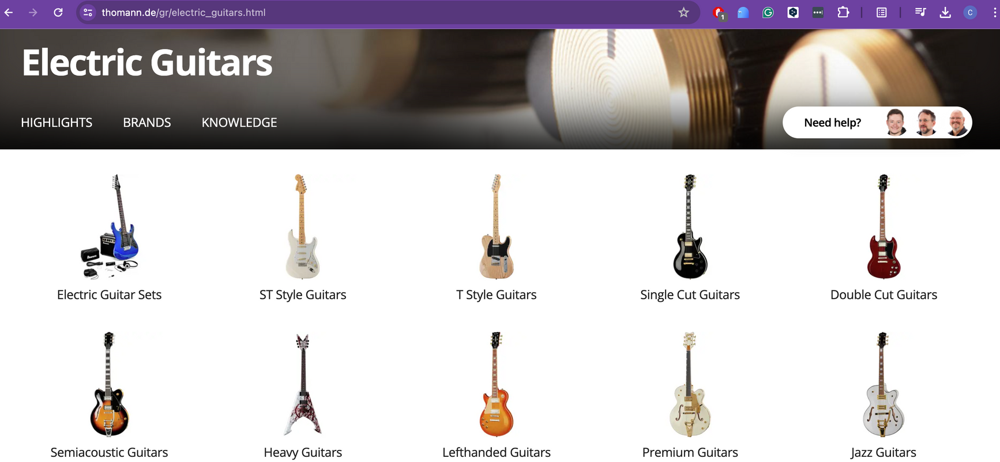 thomann.de/gr/electric_guitars.html
1
C
Electric Guitars
HIGHLIGHTS BRANDS KNOWLEDGE
Need help?
Electric Guitar Sets
ST Style Guitars
T Style Guitars
Single Cut Guitars
Double Cut Guitars
Semiacoustic Guitars
Heavy Guitars
Lefthanded Guitars
Premium Guitars
Jazz Guitars